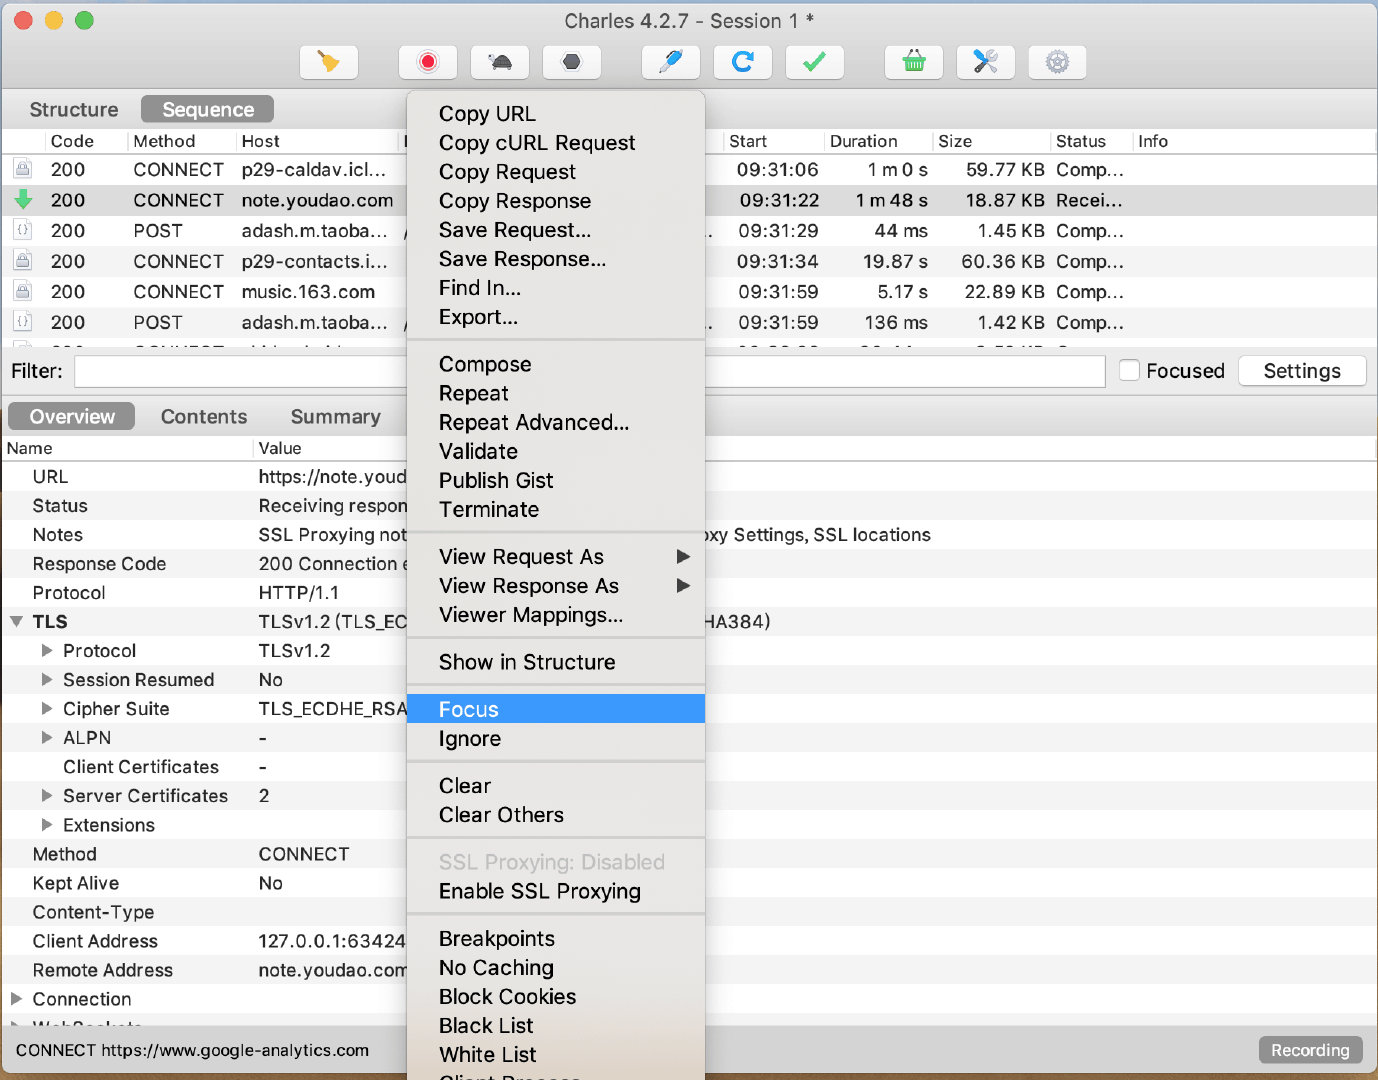 Charles 4.2.7 - Session 1 *
Structure Sequence
Code Method Host Start Duration Size Status Info
200 CONNECT p29-caldav.icl... 09:31:06 1 m 0 s 59.77 KB Comp...
200 CONNECT note.youdao.com 09:31:22 1 m 48 s 18.87 KB Recei...
200 POST adash.m.taoba... / ... 09:31:29 44 ms 1.45 KB Comp...
200 CONNECT p29-contacts.i... 09:31:34 19.87 s 60.36 KB Comp...
200 CONNECT music.163.com 09:31:59 5.17 s 22.89 KB Comp...
200 POST adash.m.taoba... / ... 09:31:59 136 ms 1.42 KB Comp...
Filter: Focused Settings
Overview Contents Summary
Name Value
URL https://note.youd
Status Receiving respon
Notes SSL Proxying not oxy Settings, SSL locations
Response Code 200 Connection e
Protocol HTTP/1.1
TLS TLSv1.2 (TLS_EC HA384)
Protocol TLSv1.2
Session Resumed No
Cipher Suite TLS_ECDHE_RSA
ALPN -
Client Certificates -
Server Certificates 2
Extensions
Method CONNECT
Kept Alive No
Content-Type
Client Address 127.0.0.1:63424
Remote Address note.youdao.com
Connection
WebSockets
CONNECT https://www.google-analytics.com Recording
Copy URL
Copy cURL Request
Copy Request
Copy Response
Save Request...
Save Response...
Find In...
Export...
Compose
Repeat
Repeat Advanced...
Validate
Publish Gist
Terminate
View Request As
View Response As
Viewer Mappings...
Show in Structure
Focus
Ignore
Clear
Clear Others
SSL Proxying: Disabled
Enable SSL Proxying
Breakpoints
No Caching
Block Cookies
Black List
White List
Client Process